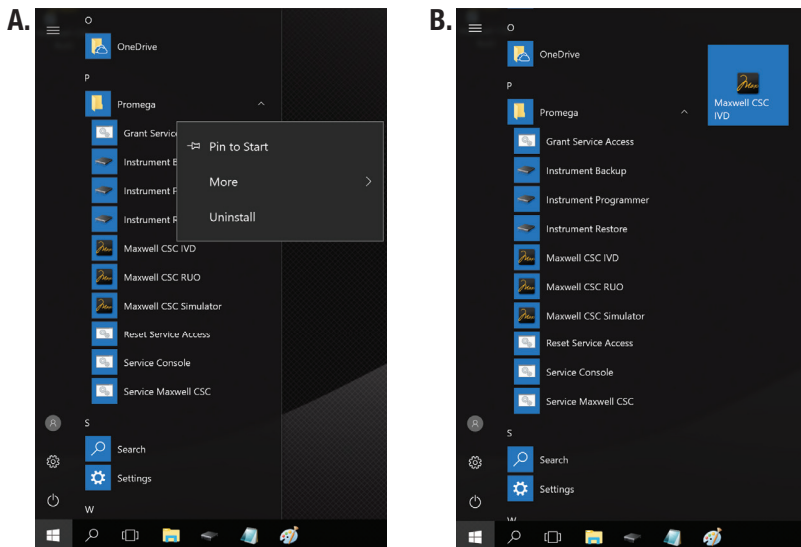 A.
O
OneDrive
P
Promega
Grant Service
Pin to Start
Instrument B
More
Instrument
Uninstall
Instrument R
Maxwell CSC IVD
Maxwell CSC RUO
Maxwell CSC Simulator
Reset Service Access
Service Console
Service Maxwell CSC
S
Search
Settings
W
B.
O
OneDrive
P
Promega
Grant Service Access
Instrument Backup
Instrument Programmer
Instrument Restore
Maxwell CSC IVD
Maxwell CSC RUO
Maxwell CSC Simulator
Reset Service Access
Service Console
Service Maxwell CSC
S
Search
Settings
W
Max
Maxwell CSC
IVD